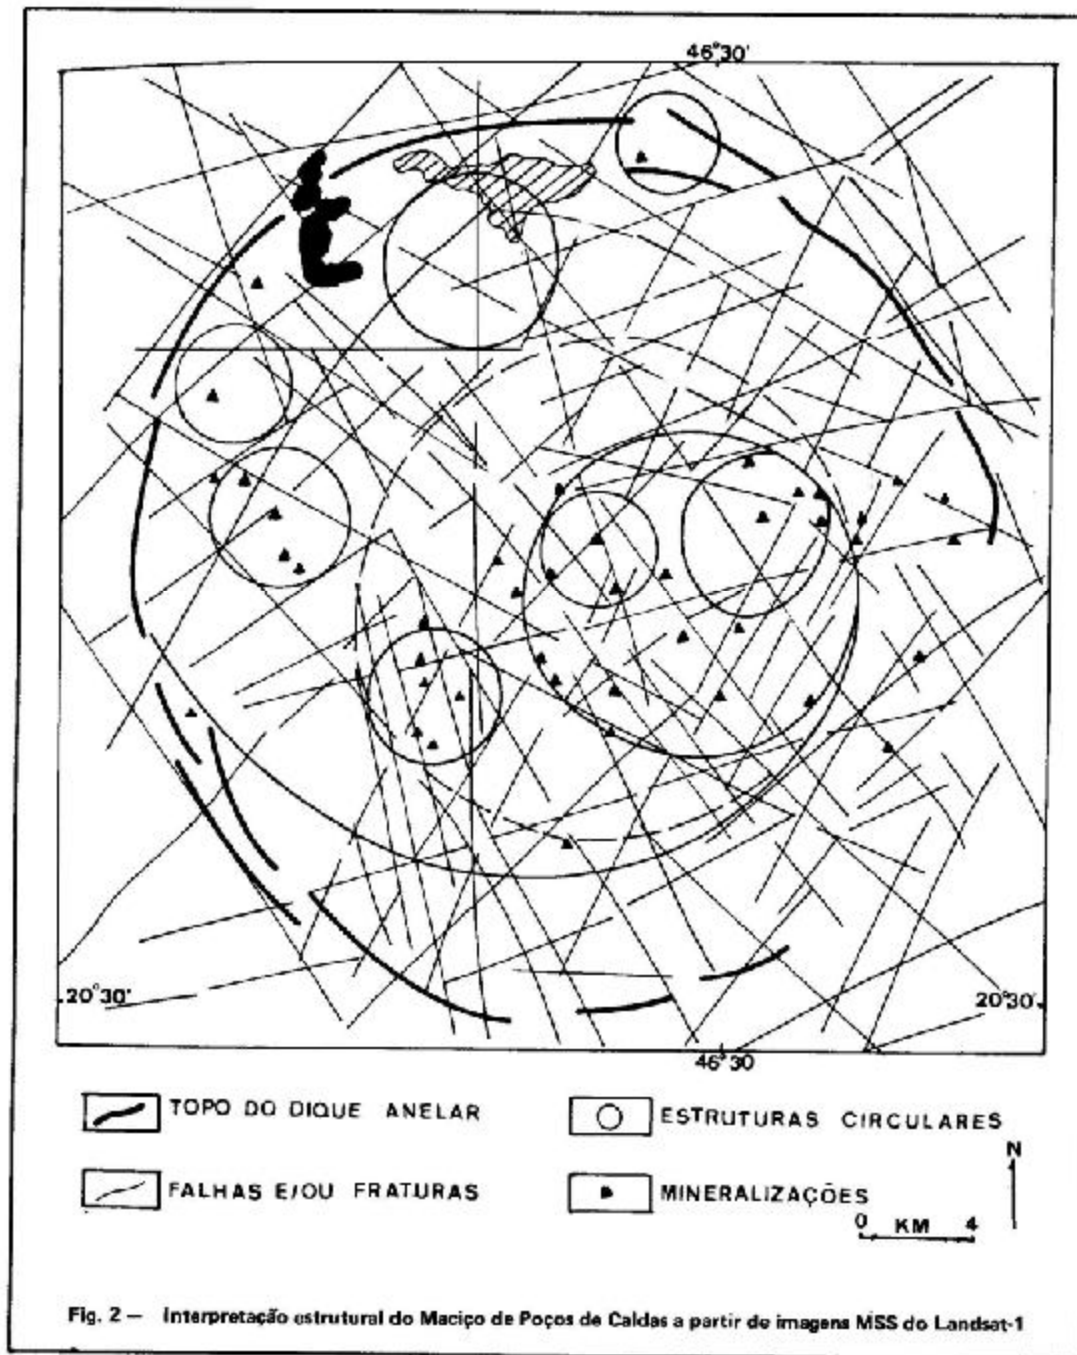 46°30'
20°30'
20°30'
46°30
TOPO DO DIQUE ANELAR
ESTRUTURAS CIRCULARES
FALHAS E/OU FRATURAS
MINERALIZAÇÕES
N
0 KM 4
Fig. 2 — Interpretação estrutural do Maciço de Poços de Caldas a partir de imagens MSS do Landsat-1